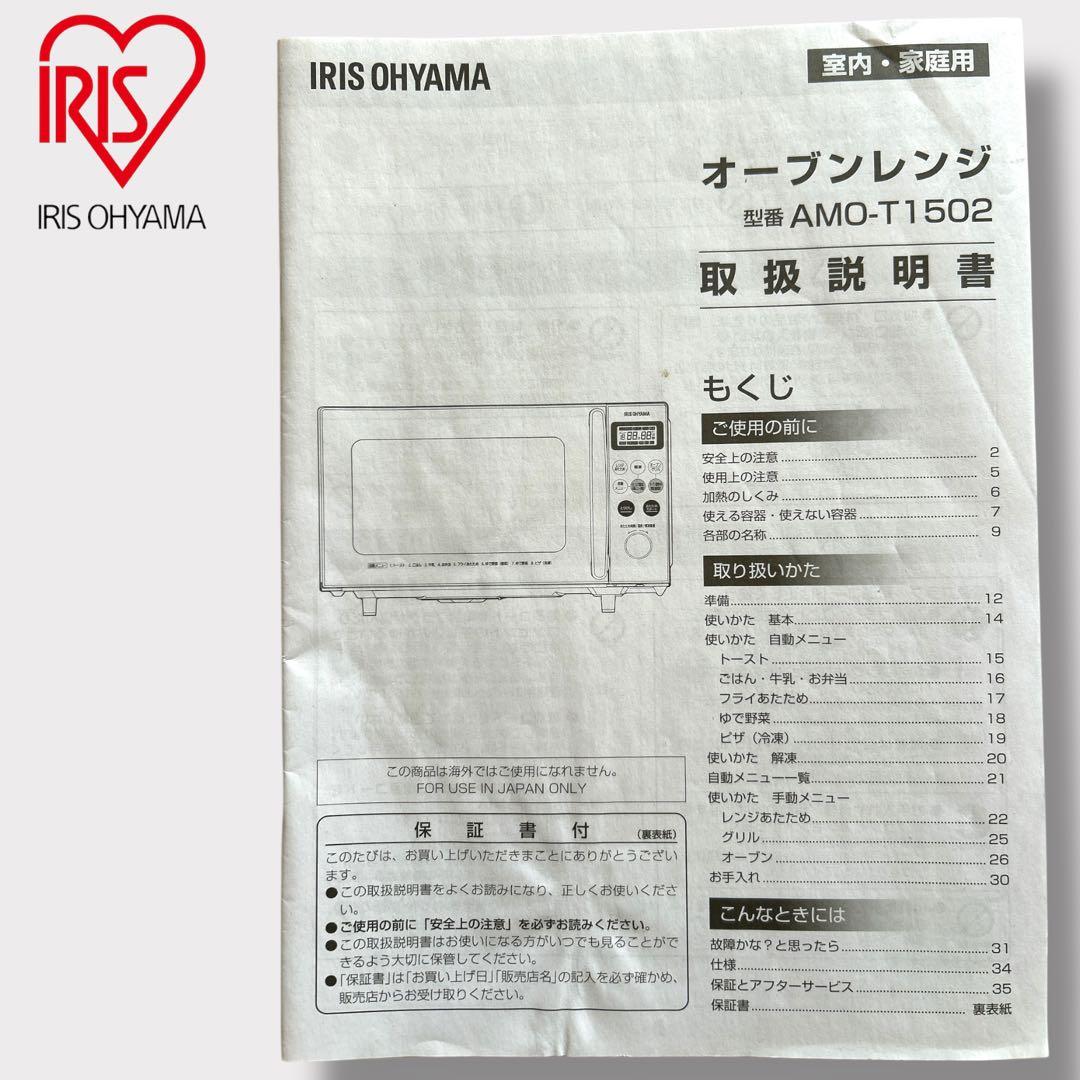 IRIS
IRIS OHYAMA
IRIS OHYAMA
室内・家庭用
オーブンレンジ
型番 AMO-T1502
取扱説明書
もくじ
ご使用の前に
安全上の注意 2
使用上の注意 5
加熱のしくみ 6
使える容器・使えない容器 7
各部の名称 9
取り扱いかた
準備 12
使いかた 基本 14
使いかた 自動メニュー
トースト 15
ごはん・牛乳・お弁当 16
フライあたため 17
ゆで野菜 18
ピザ（冷凍） 19
使いかた 解凍 20
自動メニュー一覧 21
使いかた 手動メニュー
レンジあたため 22
グリル 25
オーブン 26
お手入れ 30
こんなときには
故障かな？と思ったら 31
仕様 34
保証とアフターサービス 35
保証書 裏表紙
IRIS OHYAMA
88:88
この商品は海外ではご使用になれません。
FOR USE IN JAPAN ONLY
保証書付（裏表紙）
このたびは、お買い上げいただきまことにありがとうござい
ます。
●この取扱説明書をよくお読みになり、正しくお使いくださ
い。
●ご使用の前に「安全上の注意」を必ずお読みください。
●この取扱説明書はお使いになる方がいつでも見ることがで
きるよう大切に保管してください。
●「保証書」は「お買い上げ日」「販売店名」の記入を必ず確かめ、
販売店からお受け取りください。